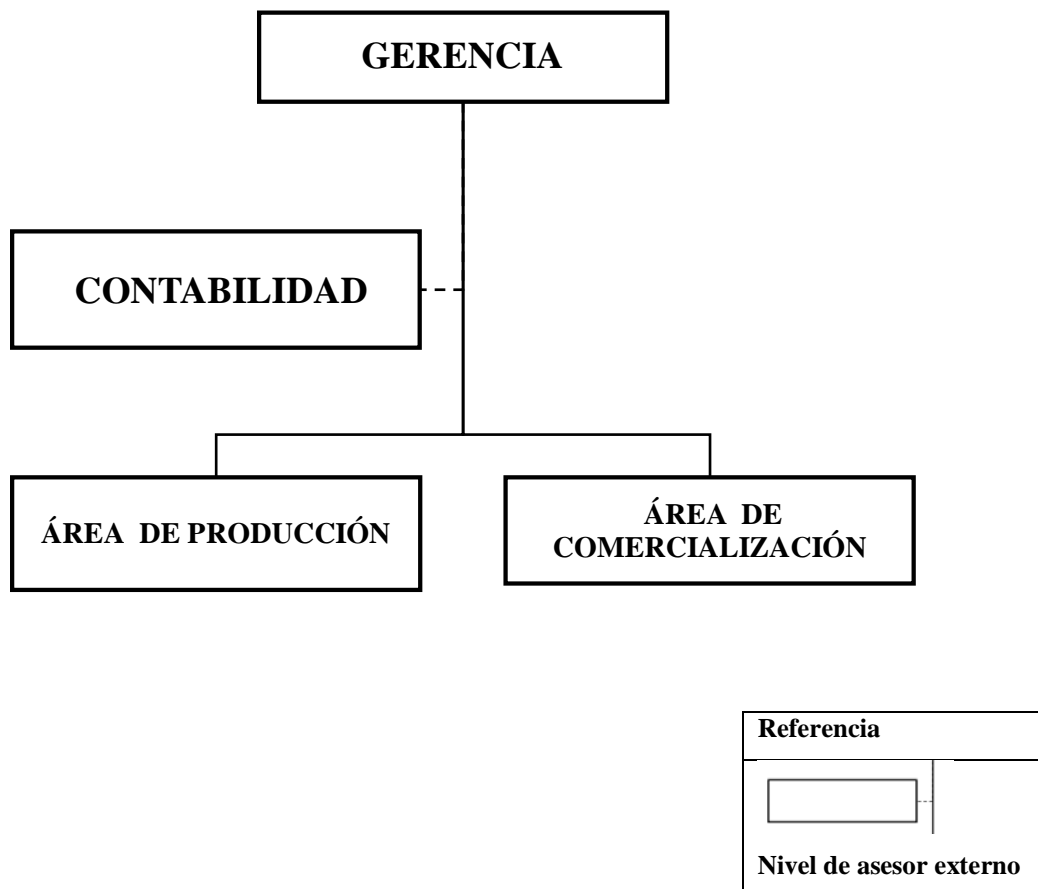 GERENCIA
CONTABILIDAD
ÁREA DE PRODUCCIÓN
ÁREA DE
COMERCIALIZACIÓN
Referencia
Nivel de asesor externo